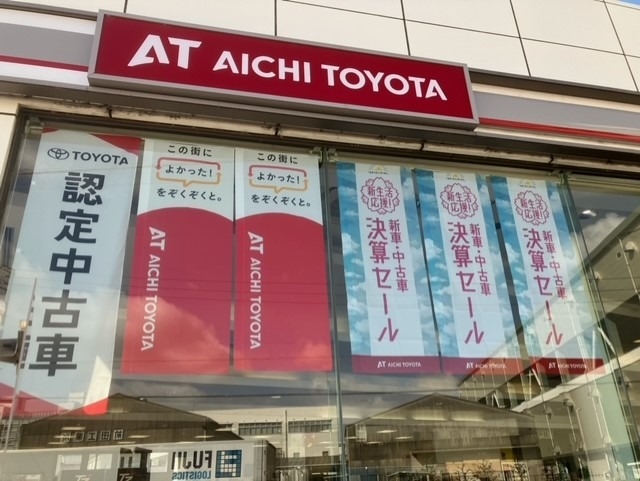 AT AICHI TOYOTA
TOYOTA
認定中古車
この街に
よかった!
をぞくぞくと。
AT AICHI TOYOTA
この街に
よかった!
をぞくぞくと。
AT AICHI TOYOTA
新生活
応援!
新車・中古車
決算セール
AT AICHI TOYOTA
新生活
応援!
新車・中古車
決算セール
AT AICHI TOYOTA
新生活
応援!
新車・中古車
決算セール
AT AICHI TOYOTA
FUJI
LOGISTICS